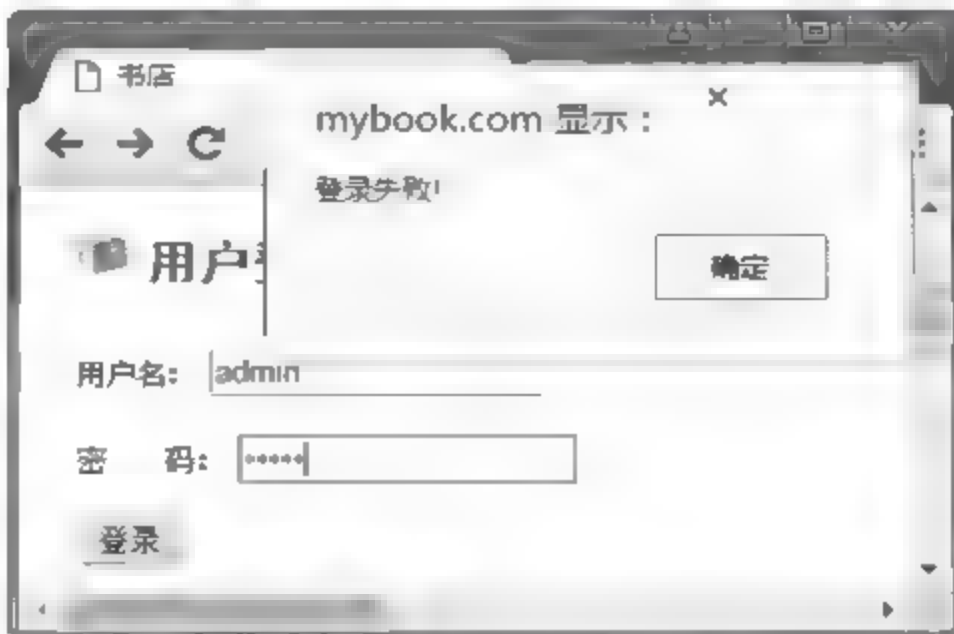 书店
mybook.com 显示：
登录失败!
确定
用户
用户名： admin
密 码： •••••
登录